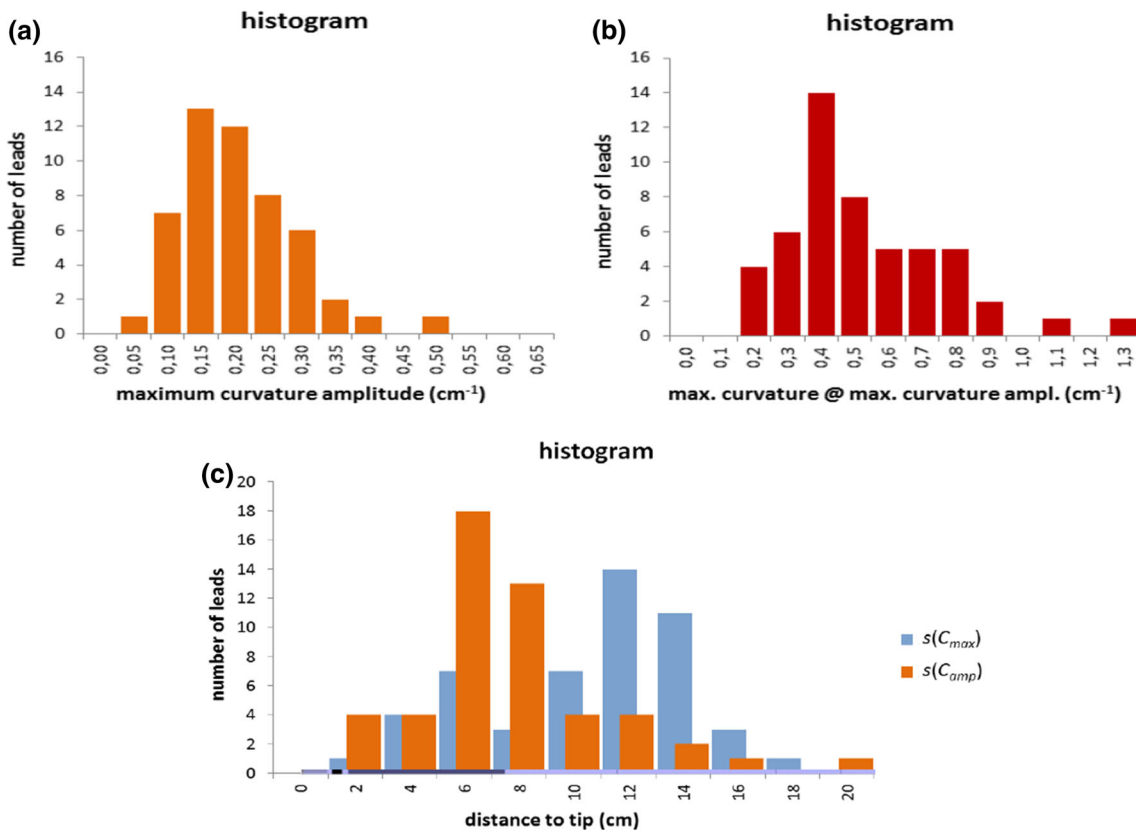 (a)
histogram
16
14
12
10
8
6
4
2
0
number of leads
0,00 0,05 0,10 0,15 0,20 0,25 0,30 0,35 0,40 0,45 0,50 0,55 0,60 0,65
maximum curvature amplitude (cm⁻¹)
(b)
histogram
16
14
12
10
8
6
4
2
0
number of leads
0,0 0,1 0,2 0,3 0,4 0,5 0,6 0,7 0,8 0,9 1,0 1,1 1,2 1,3
max. curvature @ max. curvature ampl. (cm⁻¹)
(c)
histogram
20
18
16
14
12
10
8
6
4
2
0
number of leads
0 2 4 6 8 10 12 14 16 18 20
distance to tip (cm)
s(Cmax)
s(Camp)